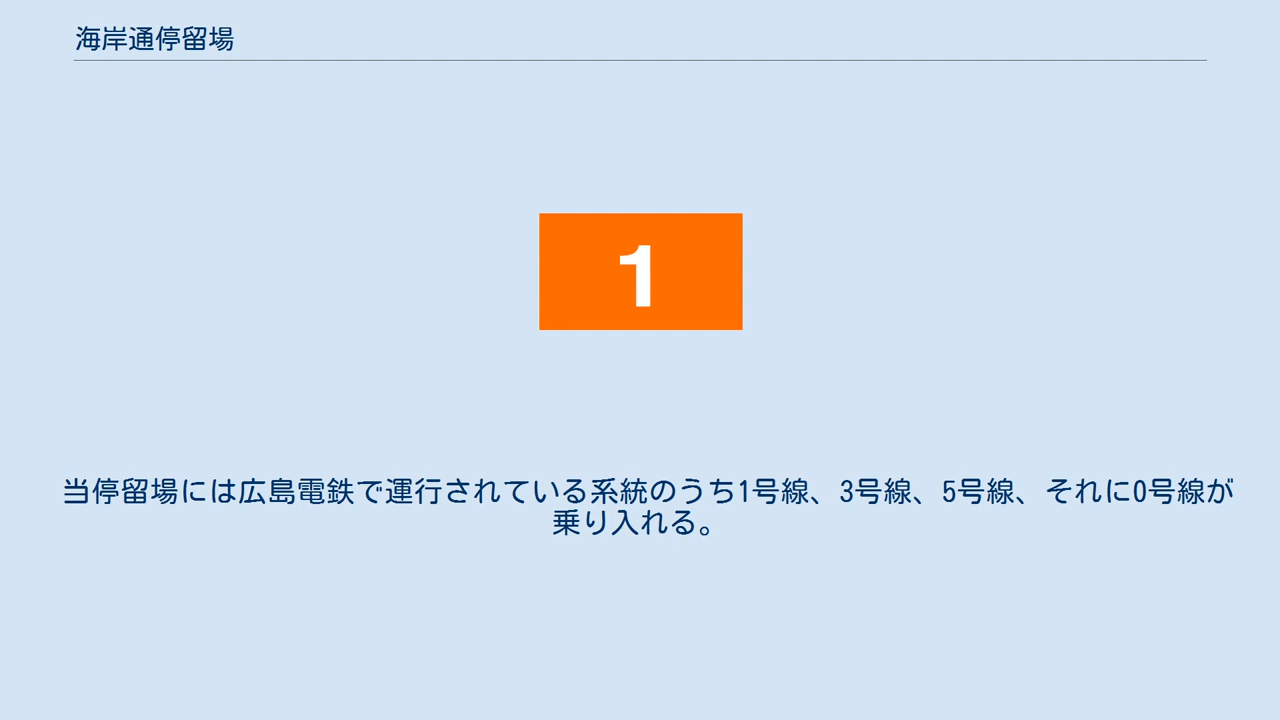 海岸通停留場
1
当停留場には広島電鉄で運行されている系統のうち1号線、3号線、5号線、それに0号線が
乗り入れる。